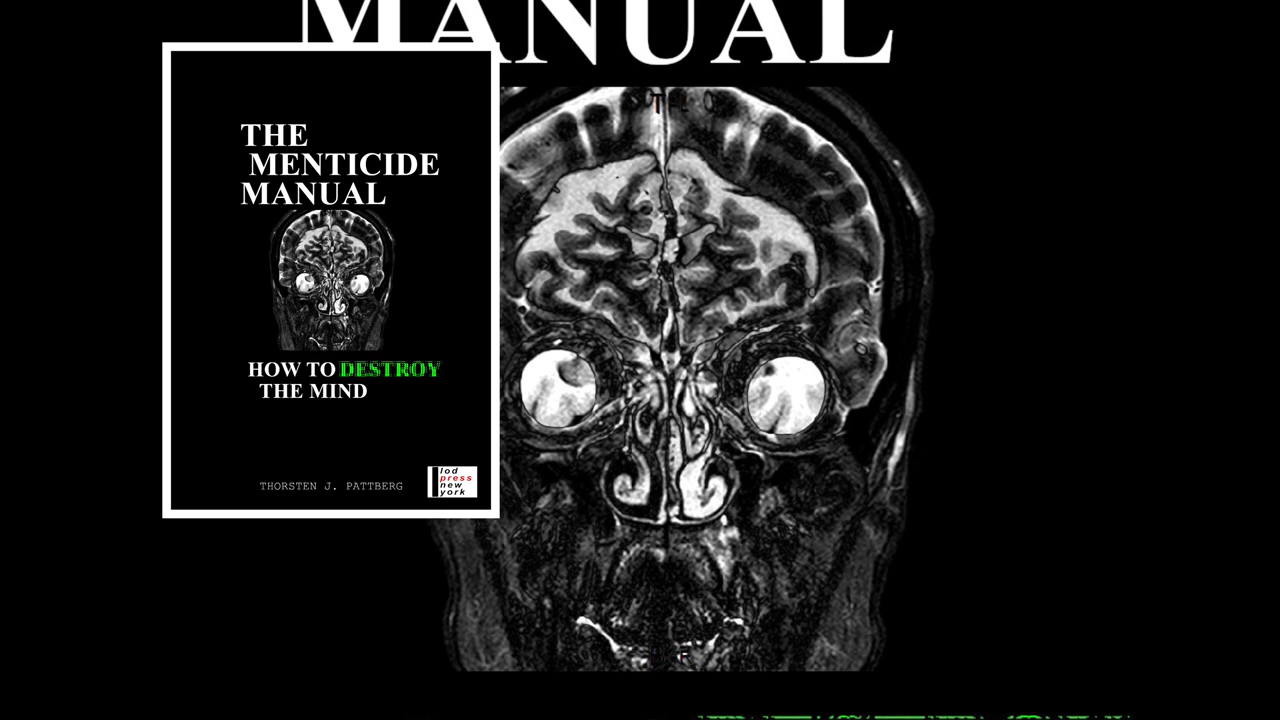 MANUAL
THE
MENTICIDE
MANUAL
HOW TO DESTROY
THE MIND
THORSTEN J. PATTBERG
lod
press
new
york